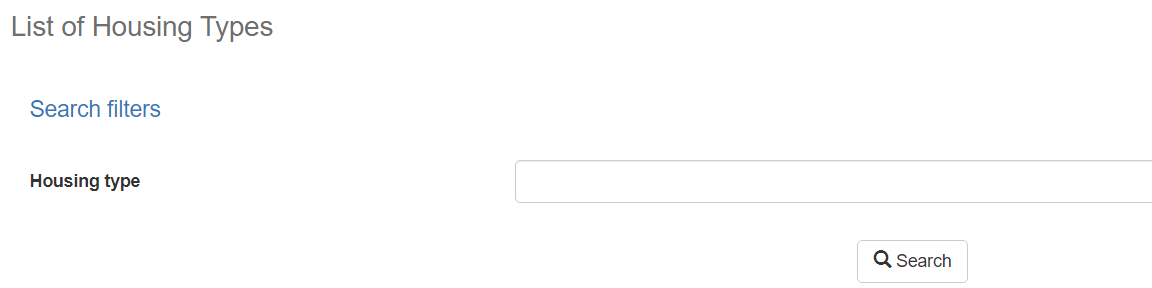 List of Housing Types
Search filters
Housing type
Search